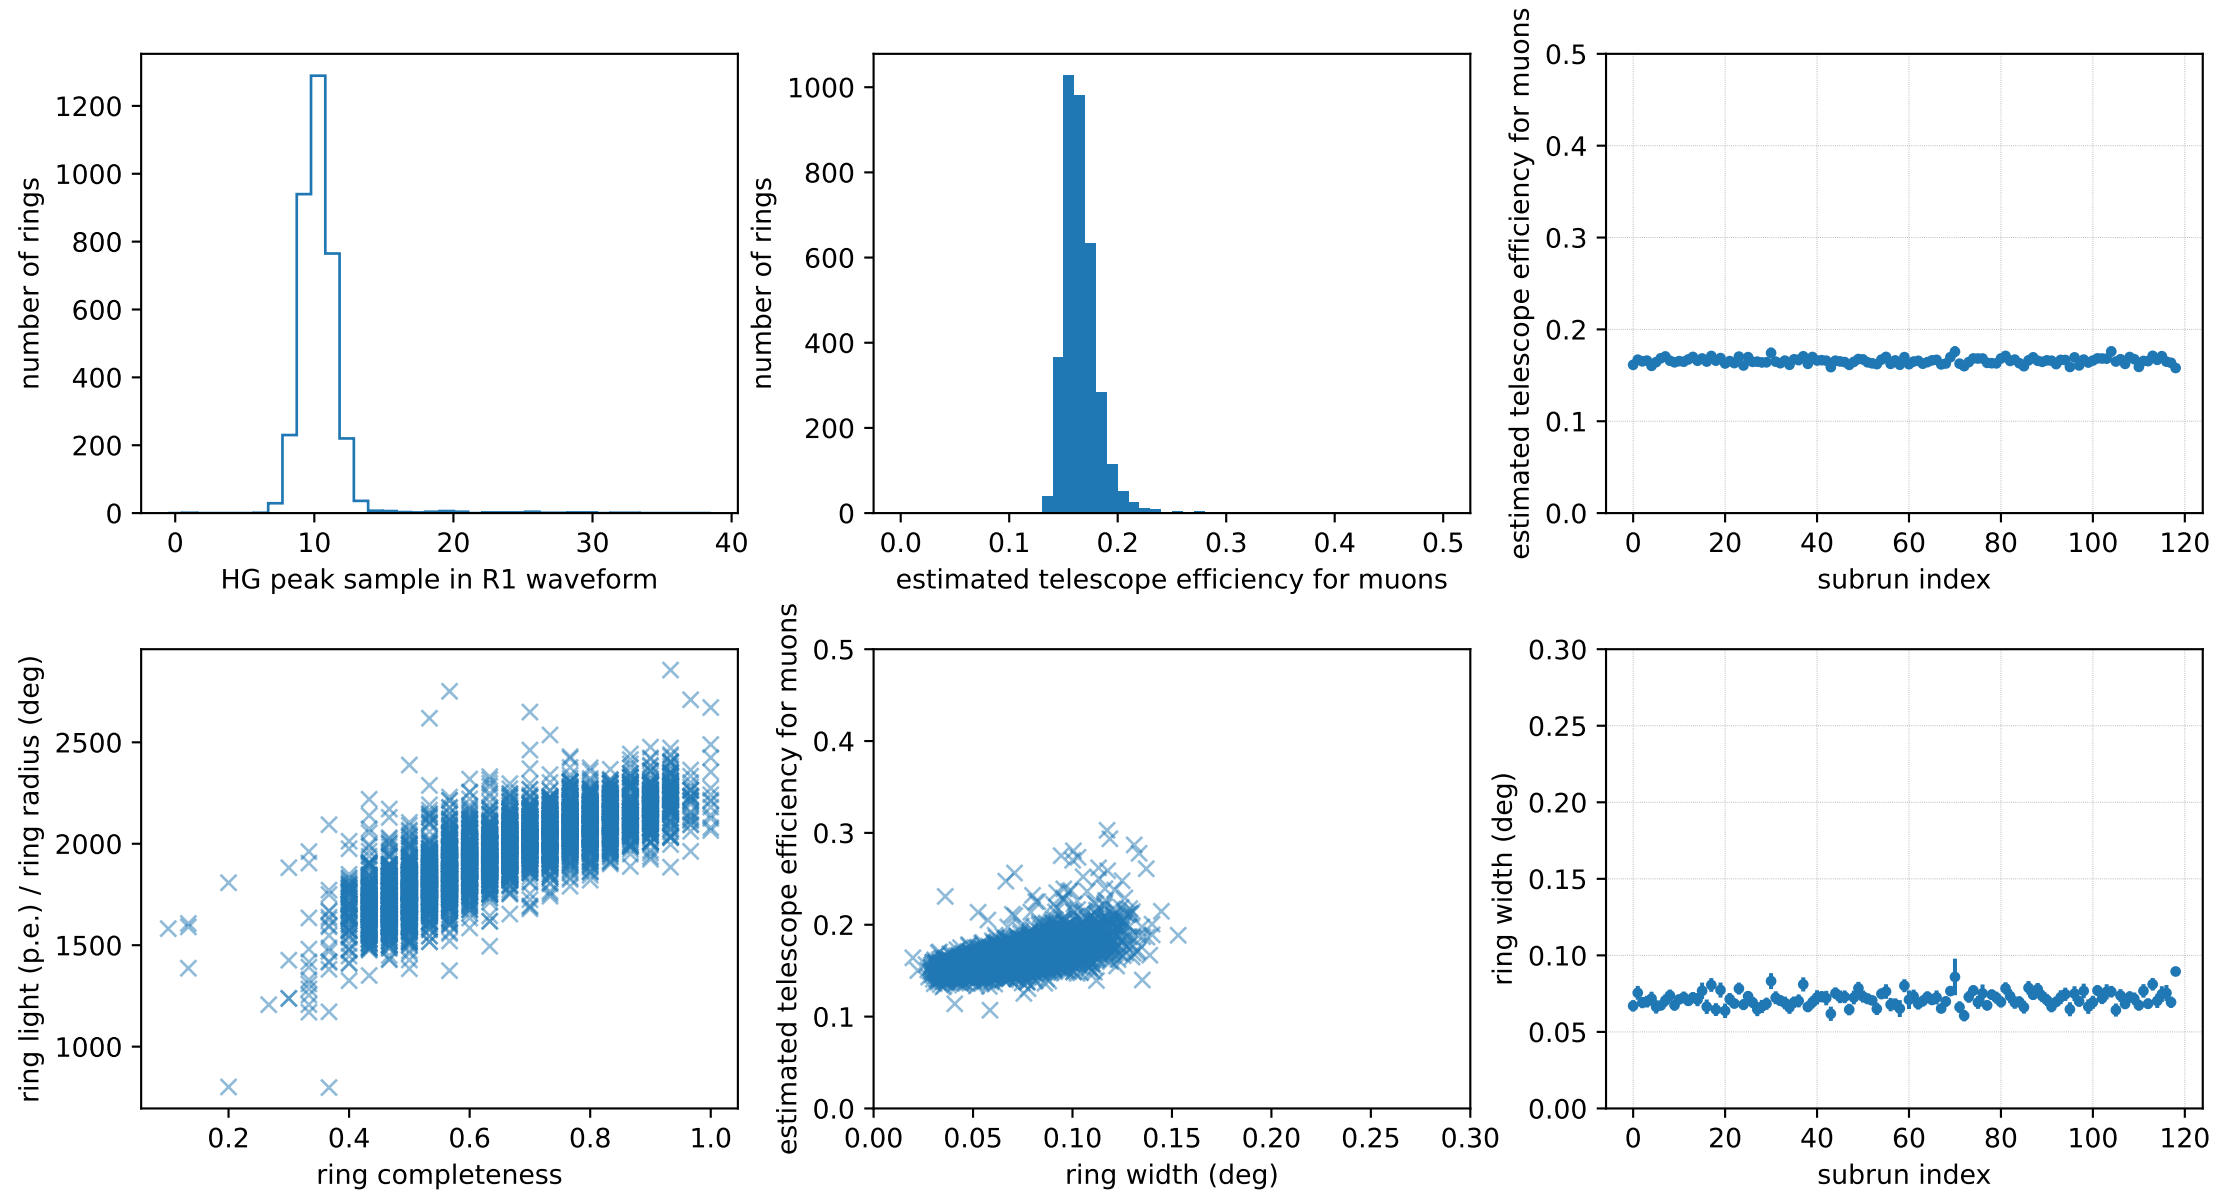 number of rings
1200
1000
800
600
400
200
0
0 10 20 30 40
HG peak sample in R1 waveform
number of rings
1000
800
600
400
200
0
0.0 0.1 0.2 0.3 0.4 0.5
estimated telescope efficiency for muons
estimated telescope efficiency for muons
0.5
0.4
0.3
0.2
0.1
0.0
0 20 40 60 80 100 120
subrun index
ring light (p.e.) / ring radius (deg)
2500
2000
1500
1000
0.2 0.4 0.6 0.8 1.0
ring completeness
estimated telescope efficiency for muons
0.5
0.4
0.3
0.2
0.1
0.0
0.00 0.05 0.10 0.15 0.20 0.25 0.30
ring width (deg)
ring width (deg)
0.30
0.25
0.20
0.15
0.10
0.05
0.00
0 20 40 60 80 100 120
subrun index